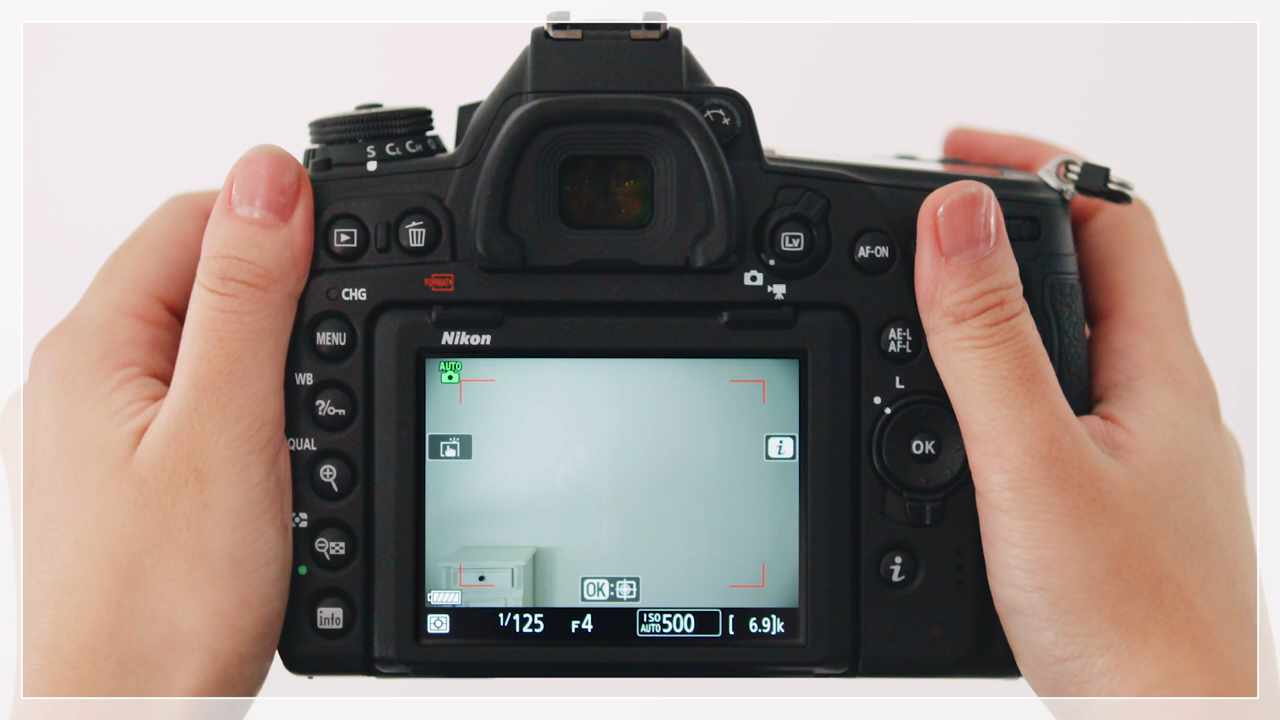 S CL CH
Lv
AF-ON
FORMAT
CHG
MENU
Nikon
AE-L
AF-L
WB
AUTO
L
?/
QUAL
i
OK
OK:
i
info
1/125 F4 ISO AUTO 500 [ 6.9]k